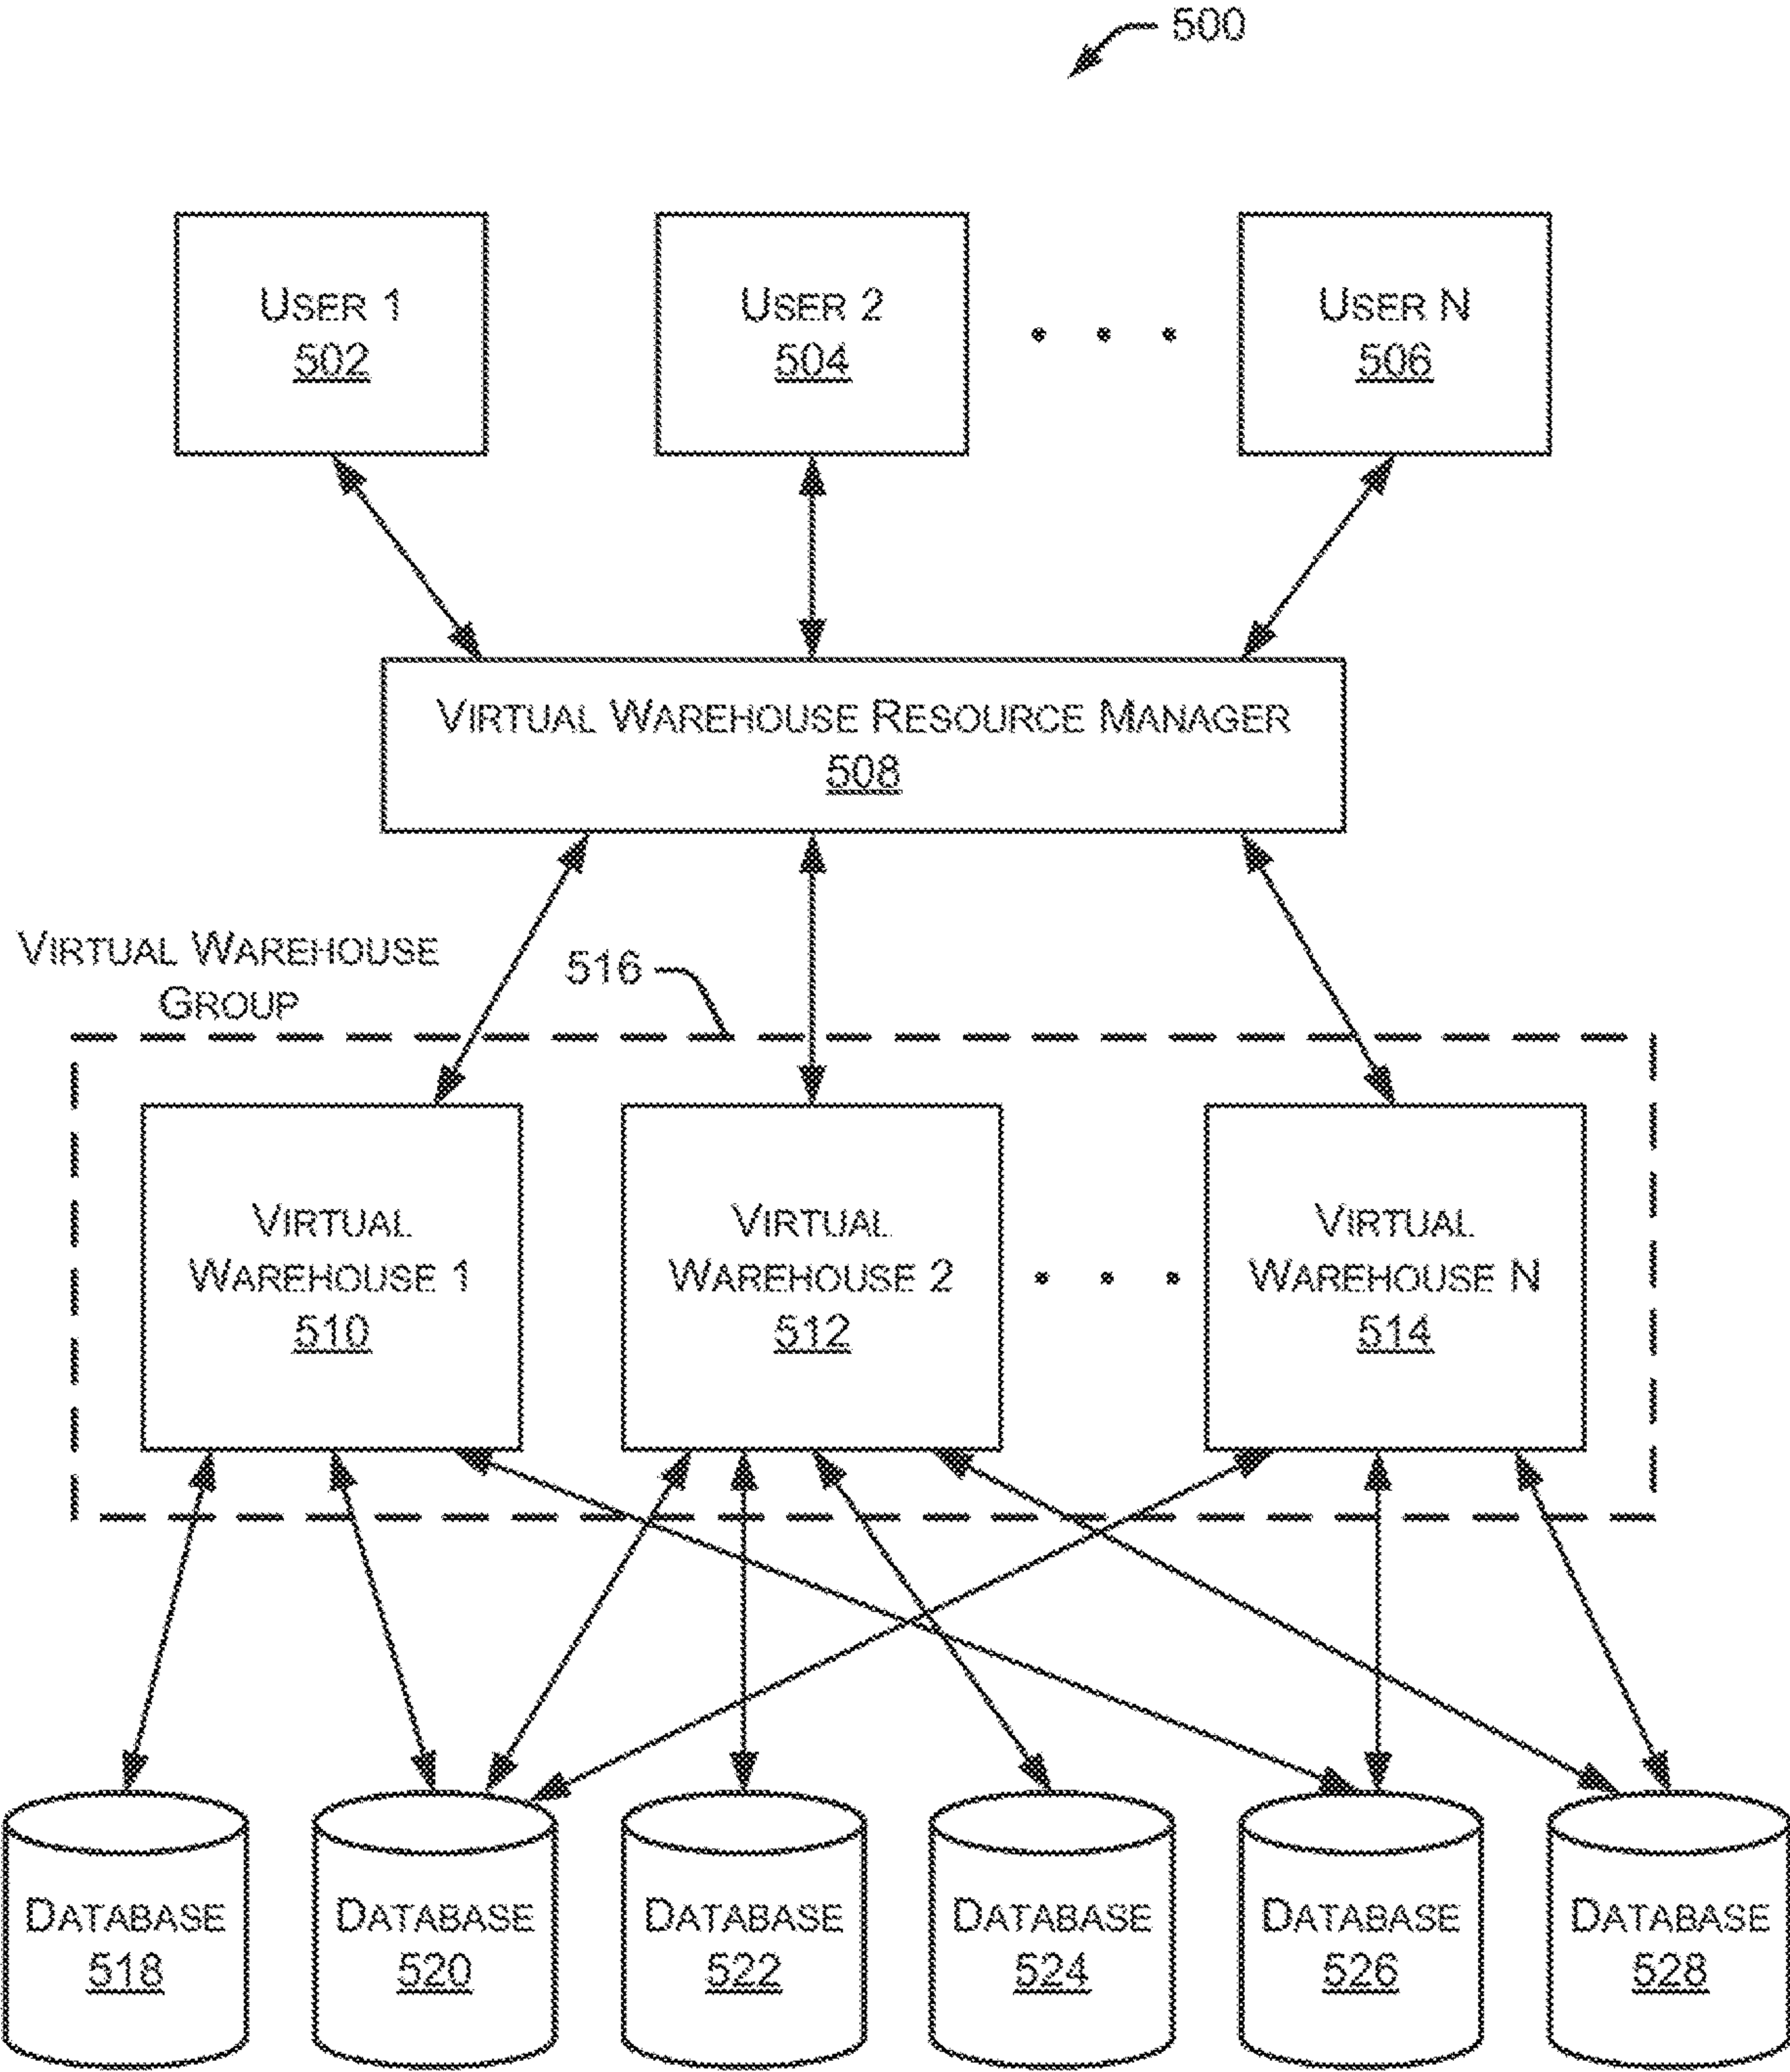 500
USER 1
502
USER 2
504
USER N
506
VIRTUAL WAREHOUSE RESOURCE MANAGER
508
VIRTUAL WAREHOUSE
GROUP
516
VIRTUAL
WAREHOUSE 1
510
VIRTUAL
WAREHOUSE 2
512
VIRTUAL
WAREHOUSE N
514
DATABASE
518
DATABASE
520
DATABASE
522
DATABASE
524
DATABASE
526
DATABASE
528